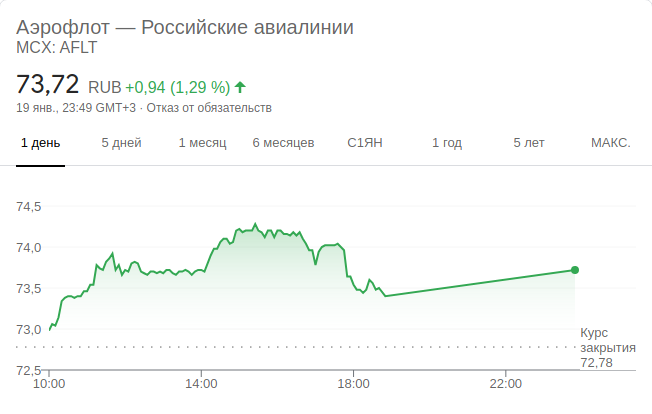 Аэрофлот — Российские авиалинии
MCX: AFLT
73,72 RUB +0,94 (1,29 %)
19 янв., 23:49 GMT+3 · Отказ от обязательств
1 день 5 дней 1 месяц 6 месяцев С1ЯН 1 год 5 лет МАКС.
74,5
74,0
73,5
73,0
Курс
закрытия
72,78
72,5
10:00 14:00 18:00 22:00